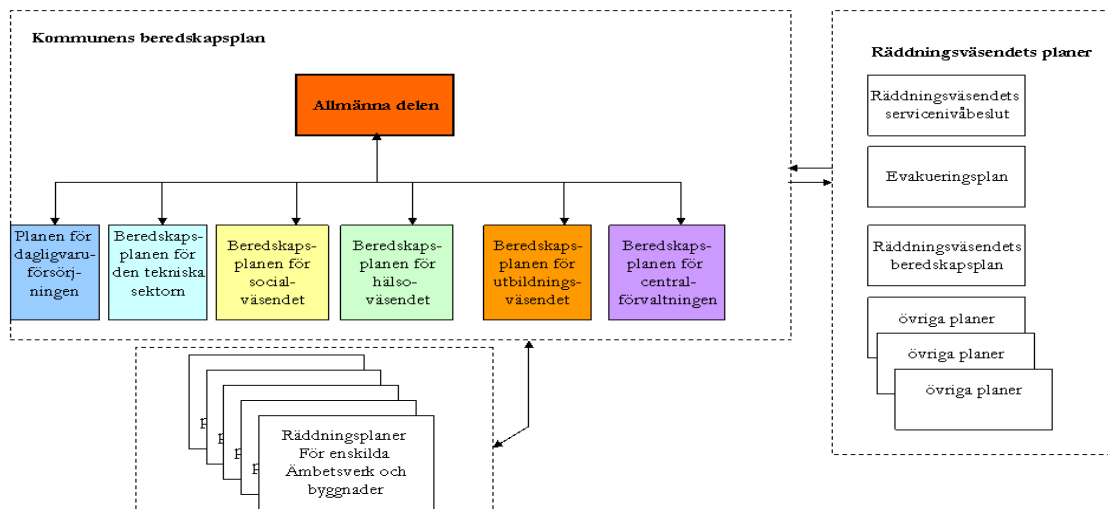 Kommunens beredskapsplan
Allmänna delen
Planen för
dagligvaru-
försörj-
ningen
Beredskaps-
planen för
den tekniska
sektorn
Beredskaps-
planen för
social-
väsendet
Beredskaps-
planen för
hälso-
väsendet
Beredskaps-
planen för
utbildnings-
väsendet
Beredskaps-
planen för
central-
förvaltningen
Räddningsplaner
För enskilda
Ämbetsverk och
byggnader
Räddningsväsendets planer
Räddningsväsendets
servicenivåbeslut
Evakueringsplan
Räddningsväsendets
beredskapsplan
övriga planer
övriga planer
övriga planer